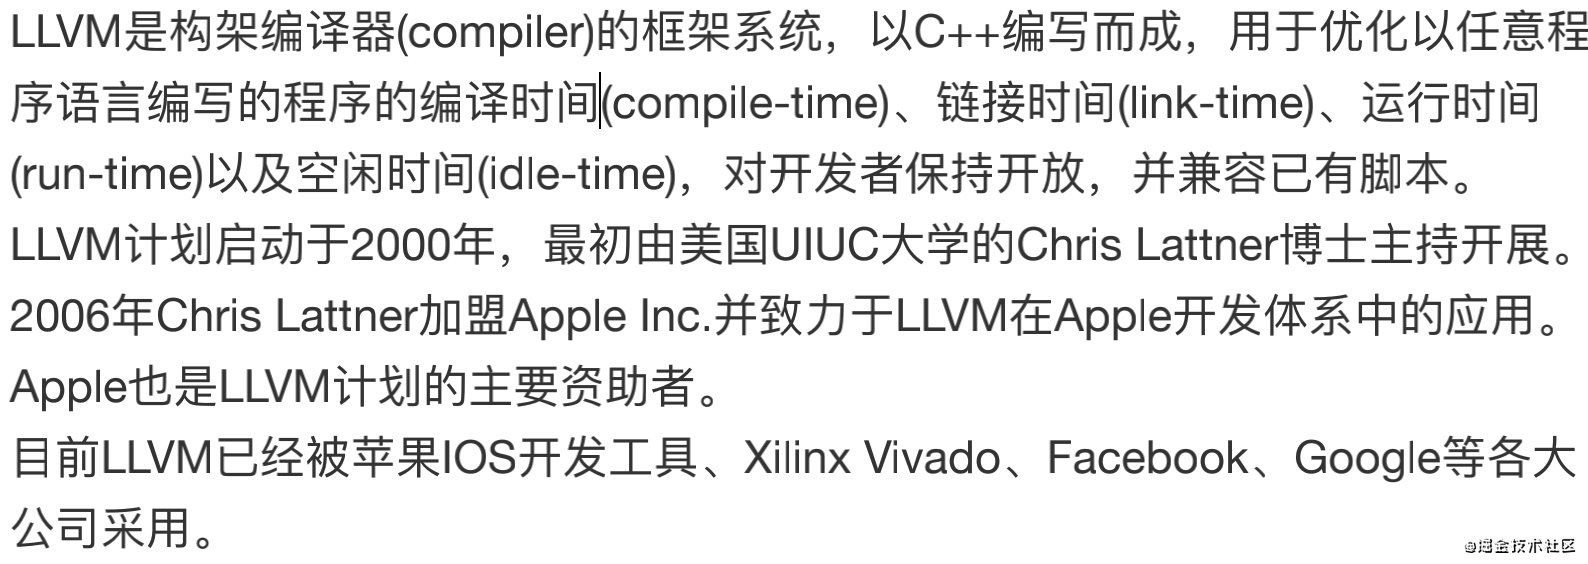 LLVM是构架编译器(compiler)的框架系统，以C++编写而成，用于优化以任意程
序语言编写的程序的编译时间(compile-time)、链接时间(link-time)、运行时间
(run-time)以及空闲时间(idle-time)，对开发者保持开放，并兼容已有脚本。
LLVM计划启动于2000年，最初由美国UIUC大学的Chris Lattner博士主持开展。
2006年Chris Lattner加盟Apple Inc.并致力于LLVM在Apple开发体系中的应用。
Apple也是LLVM计划的主要资助者。
目前LLVM已经被苹果IOS开发工具、Xilinx Vivado、Facebook、Google等各大
公司采用。
@掘金技术社区